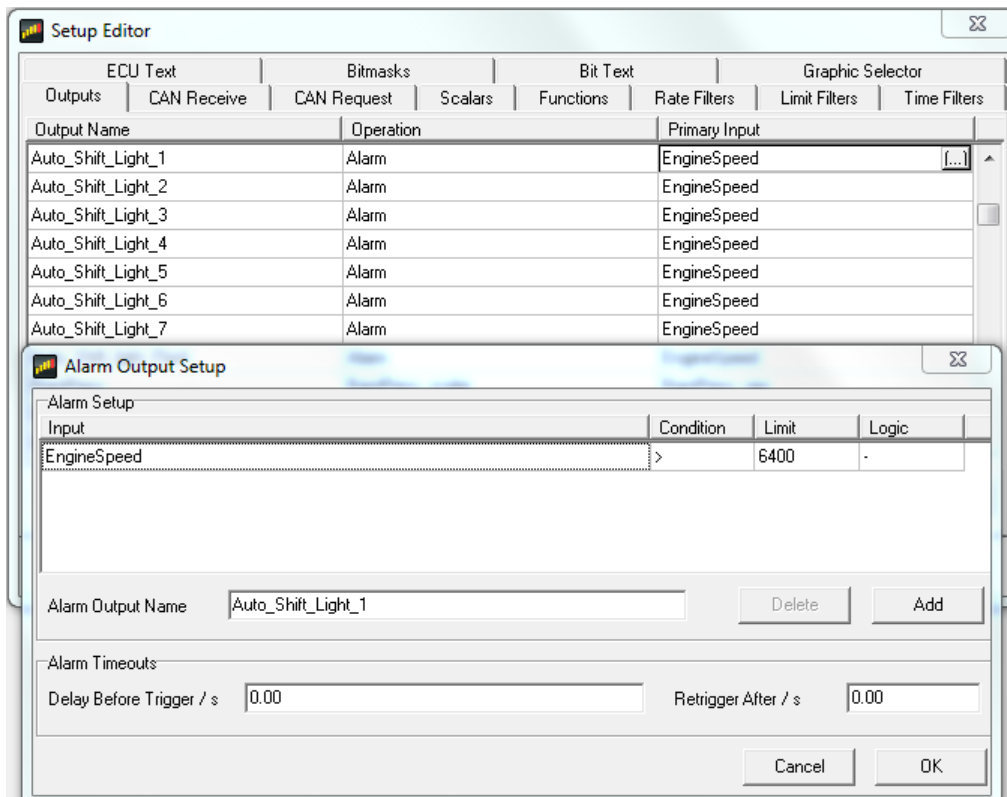 Setup Editor
ECU Text Bitmasks Bit Text Graphic Selector
Outputs CAN Receive CAN Request Scalars Functions Rate Filters Limit Filters Time Filters
Output Name Operation Primary Input
Auto_Shift_Light_1 Alarm EngineSpeed (...)
Auto_Shift_Light_2 Alarm EngineSpeed
Auto_Shift_Light_3 Alarm EngineSpeed
Auto_Shift_Light_4 Alarm EngineSpeed
Auto_Shift_Light_5 Alarm EngineSpeed
Auto_Shift_Light_6 Alarm EngineSpeed
Auto_Shift_Light_7 Alarm EngineSpeed
Alarm Output Setup
Alarm Setup
Input Condition Limit Logic
EngineSpeed > 6400 -
Alarm Output Name Auto_Shift_Light_1 Delete Add
Alarm Timeouts
Delay Before Trigger / s 0.00 Retrigger After / s 0.00
Cancel OK